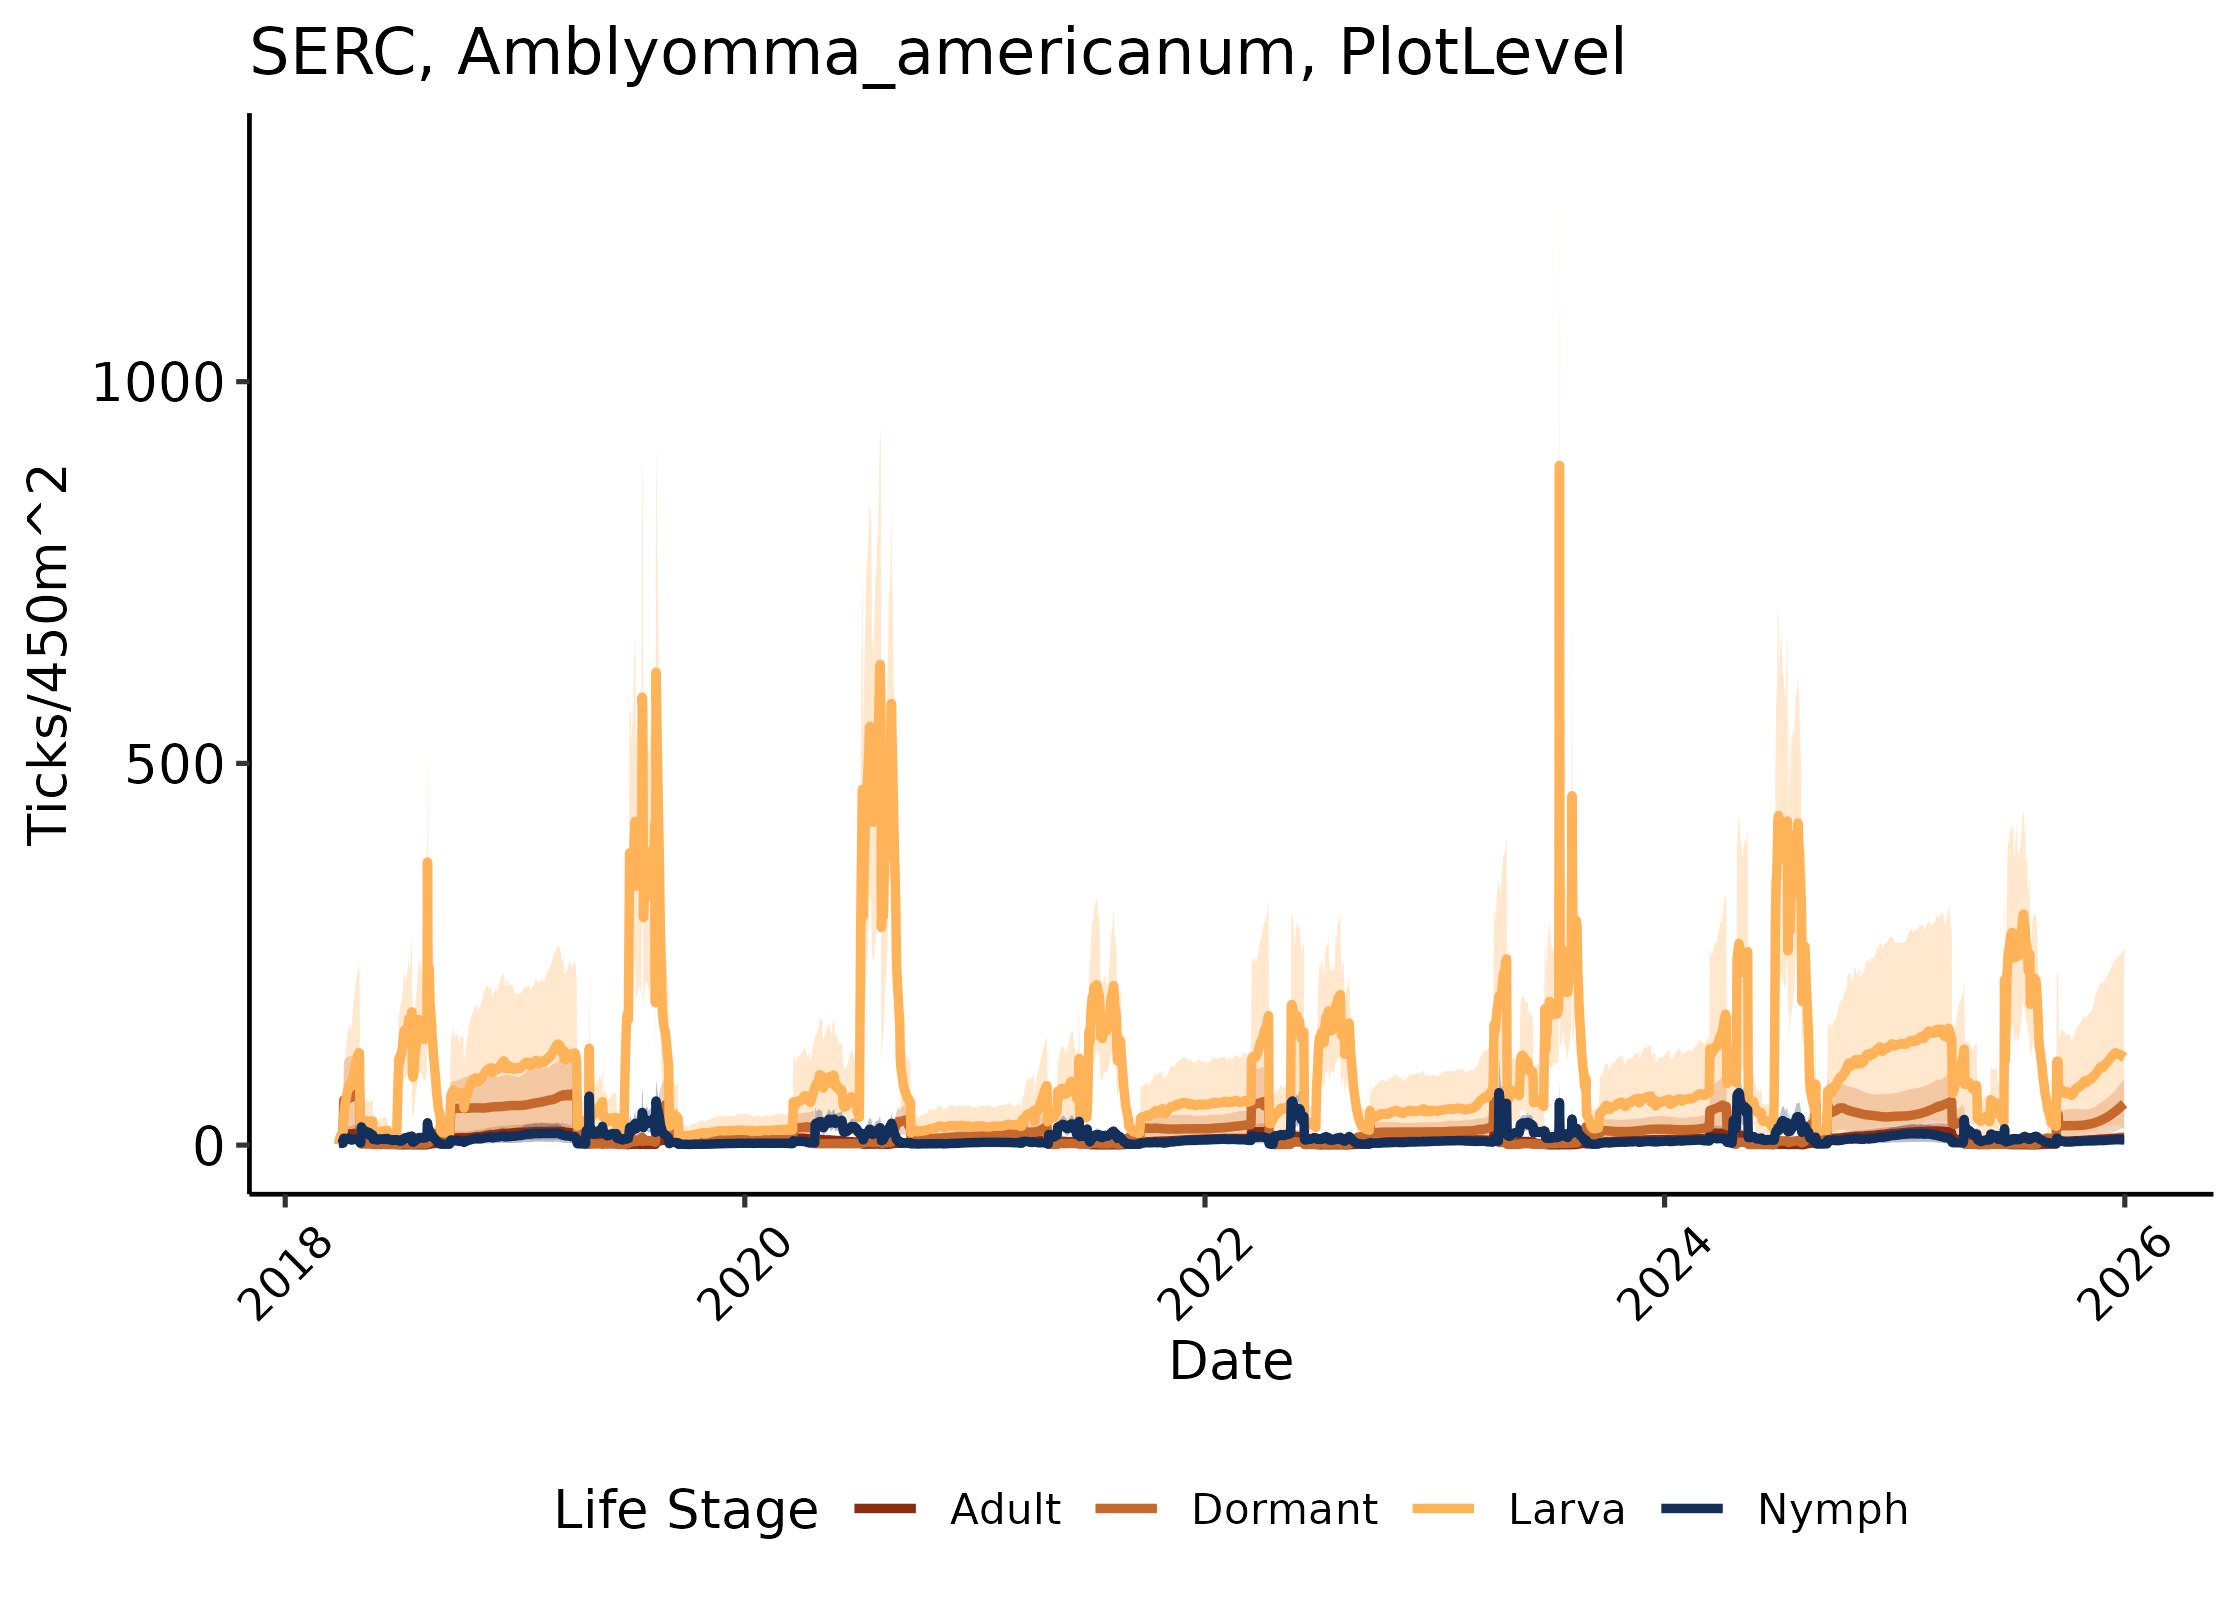 SERC, Amblyomma_americanum, PlotLevel
Ticks/450m^2
1000
500
0
2018
2020
2022
2024
2026
Date
Life Stage
Adult
Dormant
Larva
Nymph